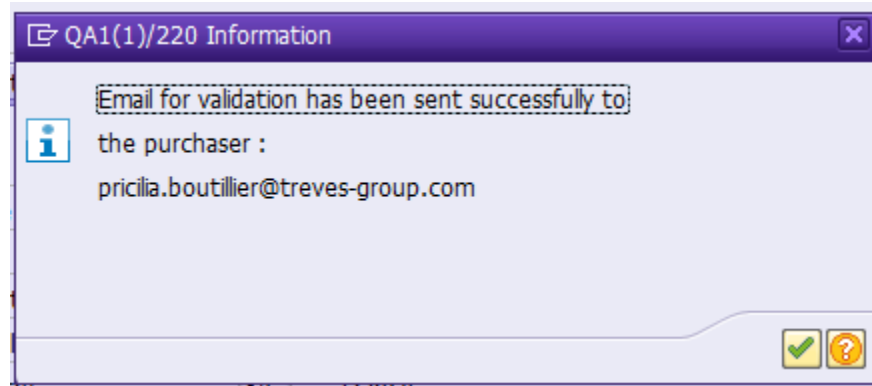 QA1(1)/220 Information
Email for validation has been sent successfully to
the purchaser :
pricilia.boutillier@treves-group.com